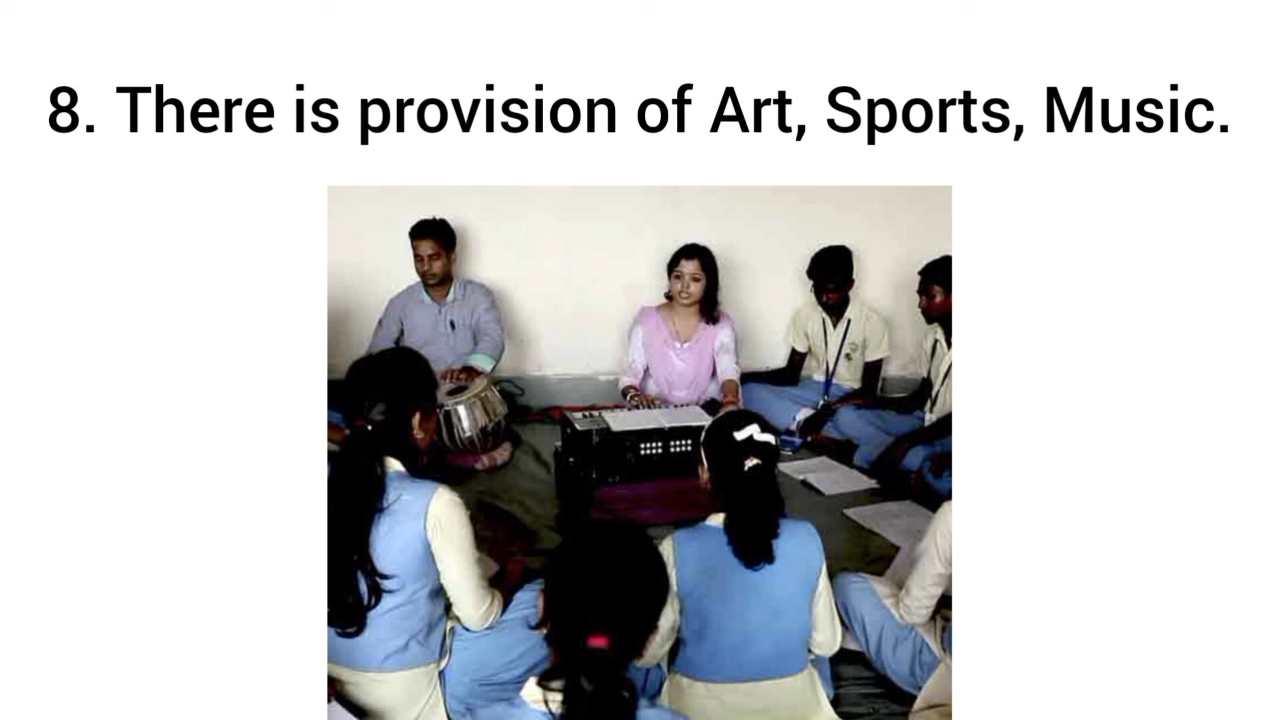 8. There is provision of Art, Sports, Music.